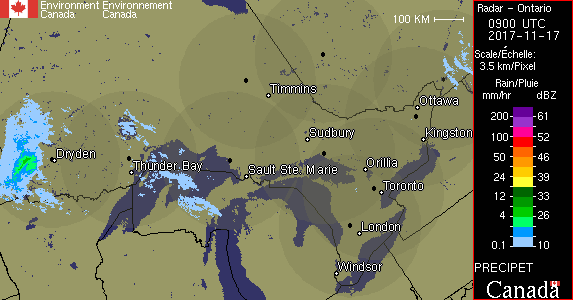 Environment Environnement
Canada Canada
100 KM
Radar - Ontario
0900 UTC
2017-11-17
Scale/Échelle:
3.5 km/Pixel
Rain/Pluie
mm/hr dBZ
200 61
100 52
50 46
24 39
12 33
4 26
0.1 10
PRECIPET
Canada
Timmins
Ottawa
Sudbury
Kingston
Dryden
Thunder Bay
Sault Ste. Marie
Orillia
Toronto
London
Windsor